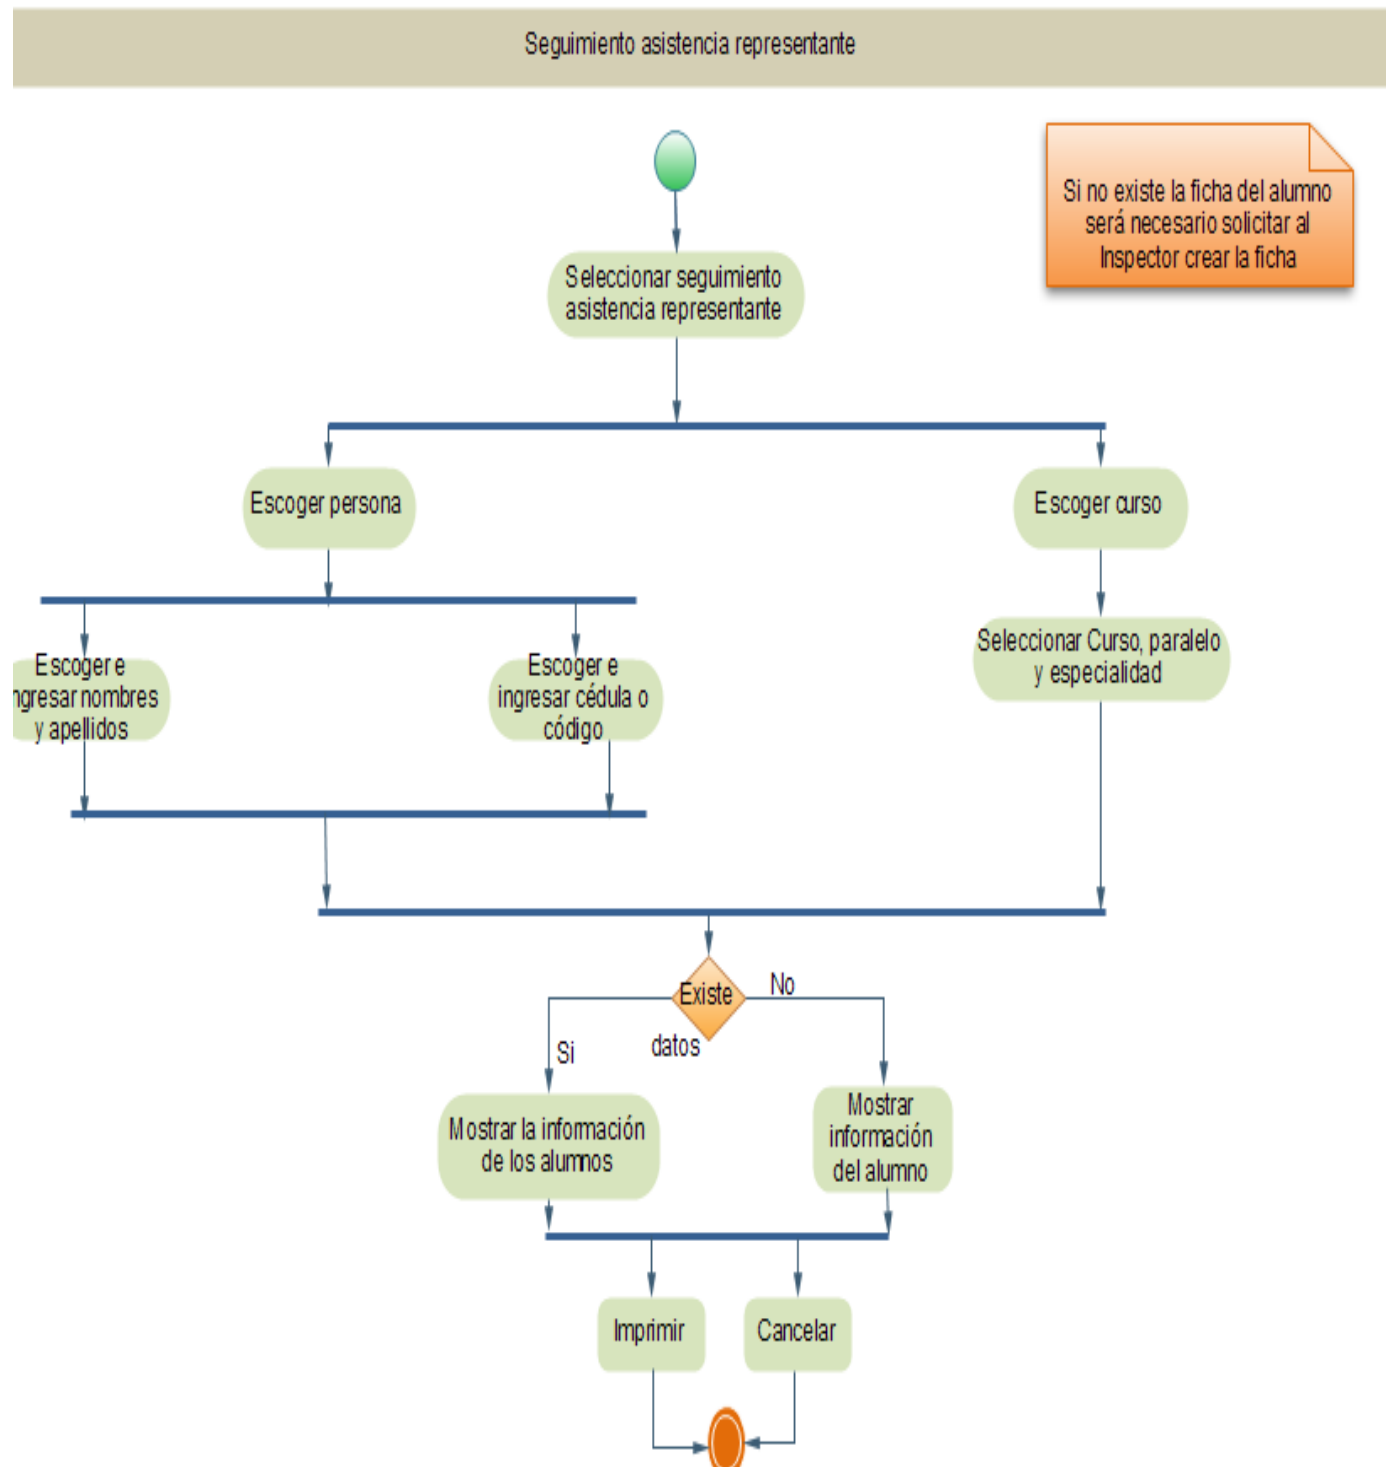 Seguimiento asistencia representante
Si no existe la ficha del alumno
será necesario solicitar al
Inspector crear la ficha
Seleccionar seguimiento
asistencia representante
Escoger persona
Escoger curso
Escoger e
ngresar nombres
y apellidos
Escoger e
ingresar cédula o
código
Seleccionar Curso, paralelo
y especialidad
Existe
datos
No
Si
Mostrar la información
de los alumnos
Mostrar
información
del alumno
Imprimir
Cancelar